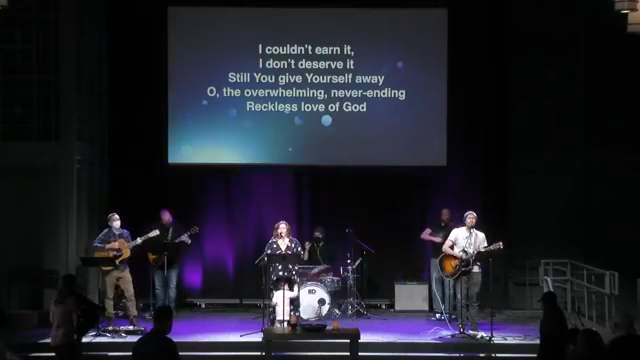 I couldn't earn it,
I don't deserve it
Still You give Yourself away
O, the overwhelming, never-ending
Reckless love of God